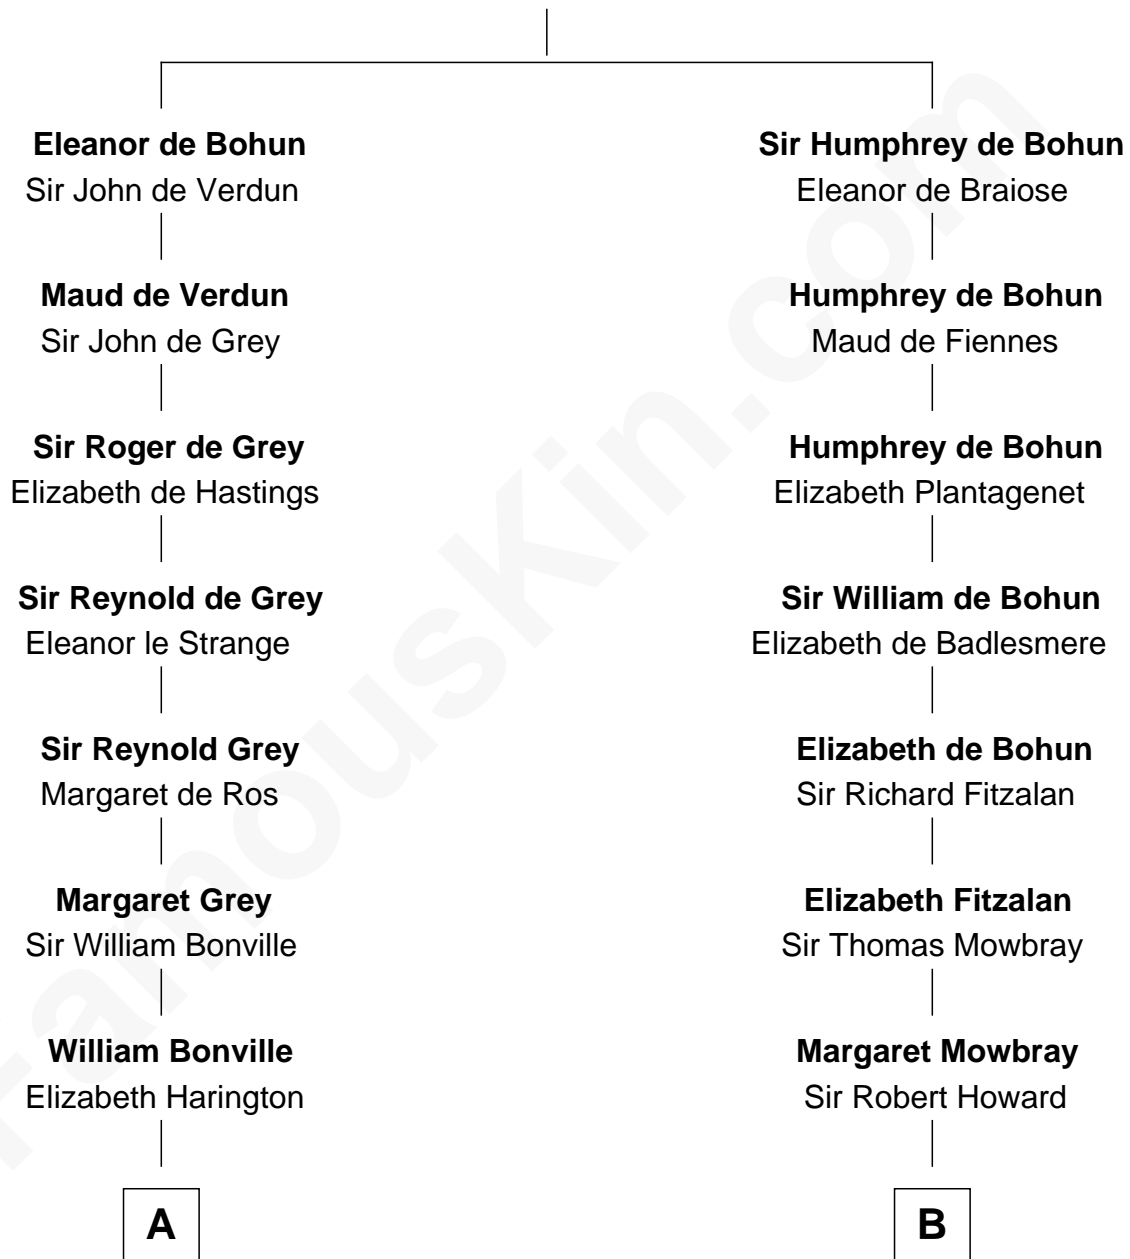 Eleanor de Bohun
Sir John de Verdun
Sir Humphrey de Bohun
Eleanor de Braiose
Maud de Verdun
Sir John de Grey
Humphrey de Bohun
Maud de Fiennes
Sir Roger de Grey
Elizabeth de Hastings
Humphrey de Bohun
Elizabeth Plantagenet
Sir Reynold de Grey
Eleanor le Strange
Sir William de Bohun
Elizabeth de Badlesmere
Sir Reynold Grey
Margaret de Ros
Elizabeth de Bohun
Sir Richard Fitzalan
Margaret Grey
Sir William Bonville
Elizabeth Fitzalan
Sir Thomas Mowbray
William Bonville
Elizabeth Harington
Margaret Mowbray
Sir Robert Howard
A
B
FamousKin.com